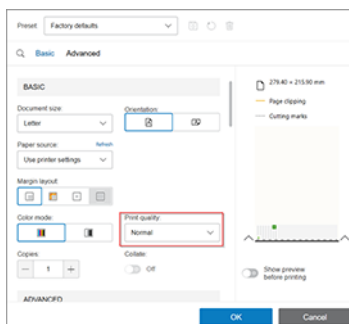 Preset: Factory defaults
Basic Advanced
BASIC
Document size: Orientation:
Letter
Paper source: Refresh
Use printer settings
Margin layout:
Color mode: Print quality:
Normal
Copies: Collate:
1 Off
ADVANCED
279.40 × 215.90 mm
Page clipping
Cutting marks
Show preview
before printing
OK Cancel